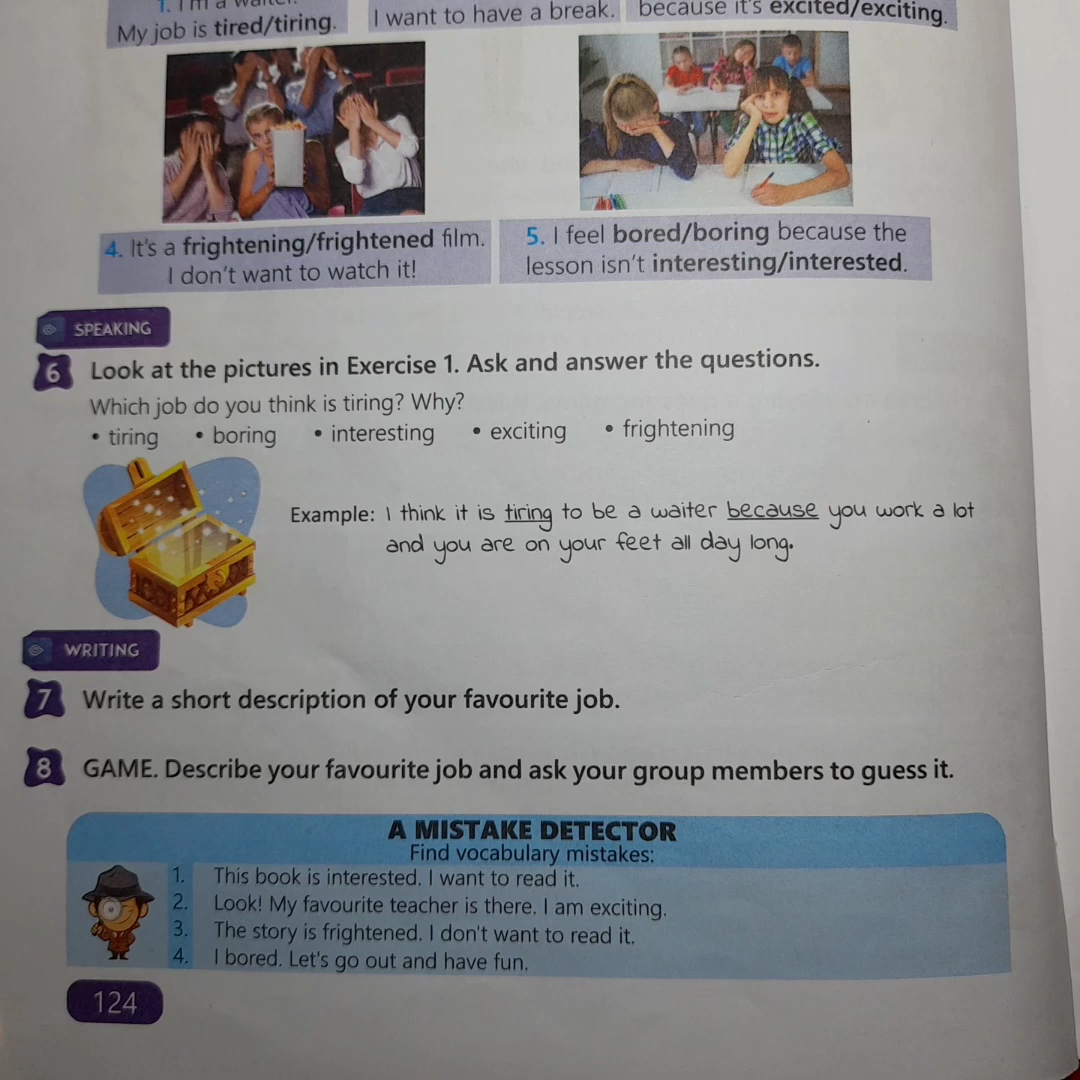 1. I'm a waiter.
My job is tired/tiring.
I want to have a break.
because it's excited/exciting.
4. It's a frightening/frightened film.
I don't want to watch it!
5. I feel bored/boring because the
lesson isn't interesting/interested.
SPEAKING
6 Look at the pictures in Exercise 1. Ask and answer the questions.
Which job do you think is tiring? Why?
• tiring • boring • interesting • exciting • frightening
Example: I think it is tiring to be a waiter because you work a lot
and you are on your feet all day long.
WRITING
7 Write a short description of your favourite job.
8 GAME. Describe your favourite job and ask your group members to guess it.
A MISTAKE DETECTOR
Find vocabulary mistakes:
1. This book is interested. I want to read it.
2. Look! My favourite teacher is there. I am exciting.
3. The story is frightened. I don't want to read it.
4. I bored. Let's go out and have fun.
124